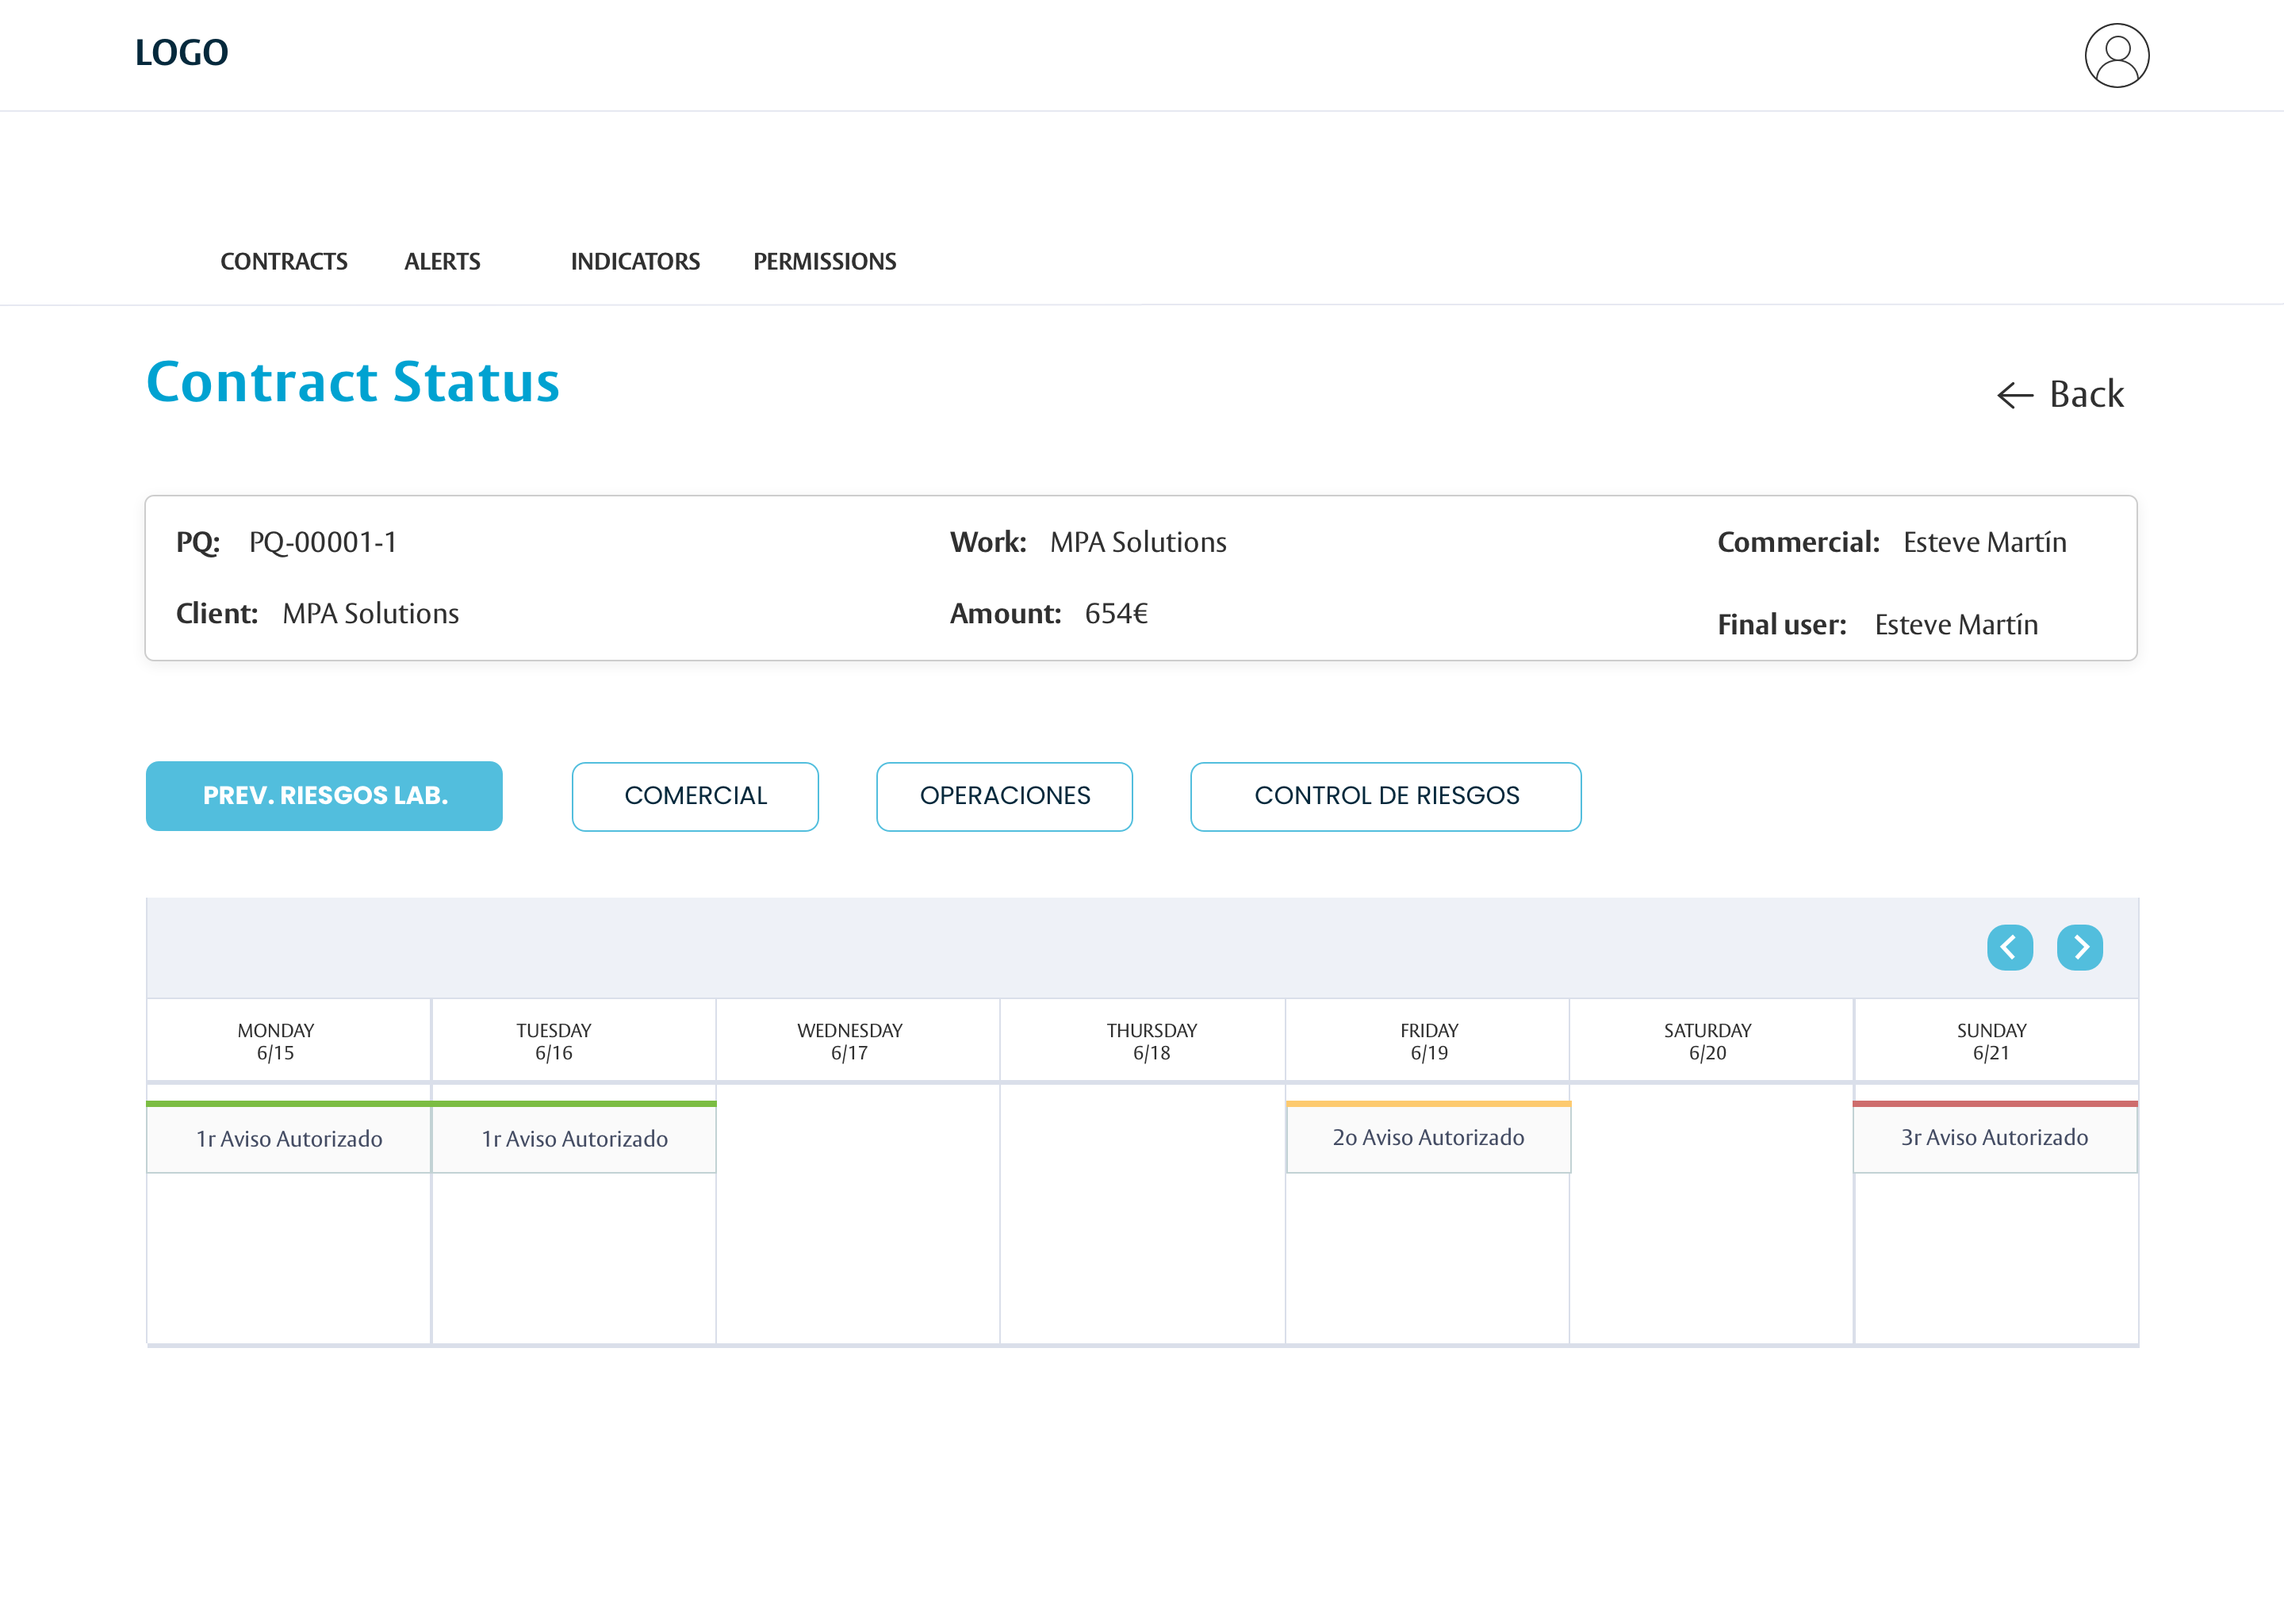 LOGO
CONTRACTS ALERTS INDICATORS PERMISSIONS
Contract Status
Back
PQ: PQ-00001-1 Work: MPA Solutions Commercial: Esteve Martín
Client: MPA Solutions Amount: 654€ Final user: Esteve Martín
PREV. RIESGOS LAB. COMERCIAL OPERACIONES CONTROL DE RIESGOS
MONDAY TUESDAY WEDNESDAY THURSDAY FRIDAY SATURDAY SUNDAY
6/15 6/16 6/17 6/18 6/19 6/20 6/21
1r Aviso Autorizado 1r Aviso Autorizado 2o Aviso Autorizado 3r Aviso Autorizado